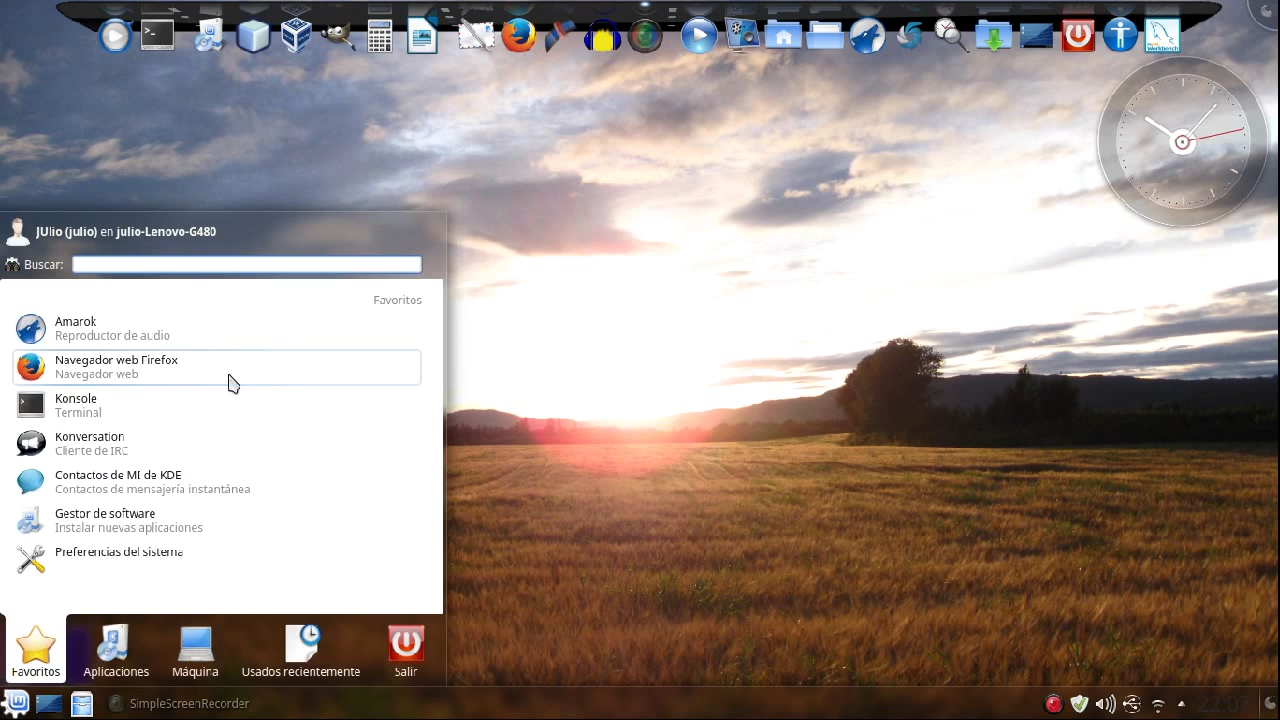 JUlio (julio) en julio-Lenovo-G480
Buscar:
Favoritos
Amarok
Reproductor de audio
Navegador web Firefox
Navegador web
Konsole
Terminal
Konversation
Cliente de IRC
Contactos de MI de KDE
Contactos de mensajería instantánea
Gestor de software
Instalar nuevas aplicaciones
Preferencias del sistema
Favoritos
Aplicaciones
Máquina
Usados recientemente
Salir
SimpleScreenRecorder
22:07
Workbench